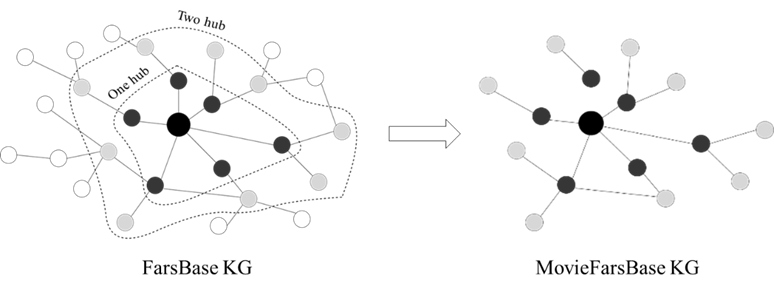 Two hub
One hub
FarsBase KG
MovieFarsBase KG